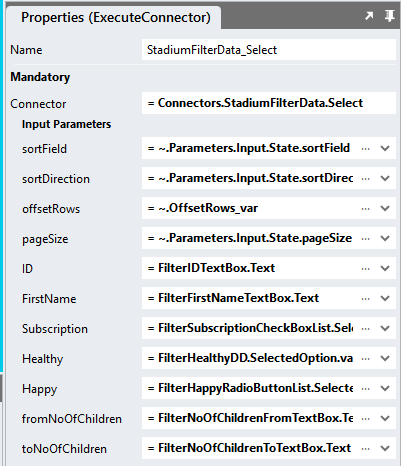 Properties (ExecuteConnector)
Name StadiumFilterData_Select
Mandatory
Connector = Connectors.StadiumFilterData.Select
Input Parameters
sortField = ~.Parameters.Input.State.sortField ...
sortDirection = ~.Parameters.Input.State.sortDirec ...
offsetRows = ~.OffsetRows_var ...
pageSize = ~.Parameters.Input.State.pageSize ...
ID = FilterIDTextBox.Text ...
FirstName = FilterFirstNameTextBox.Text ...
Subscription = FilterSubscriptionCheckBoxList.Sele ...
Healthy = FilterHealthyDD.SelectedOption.va ...
Happy = FilterHappyRadioButtonList.Selecte ...
fromNoOfChildren = FilterNoOfChildrenFromTextBox.Te ...
toNoOfChildren = FilterNoOfChildrenToTextBox.Text ...